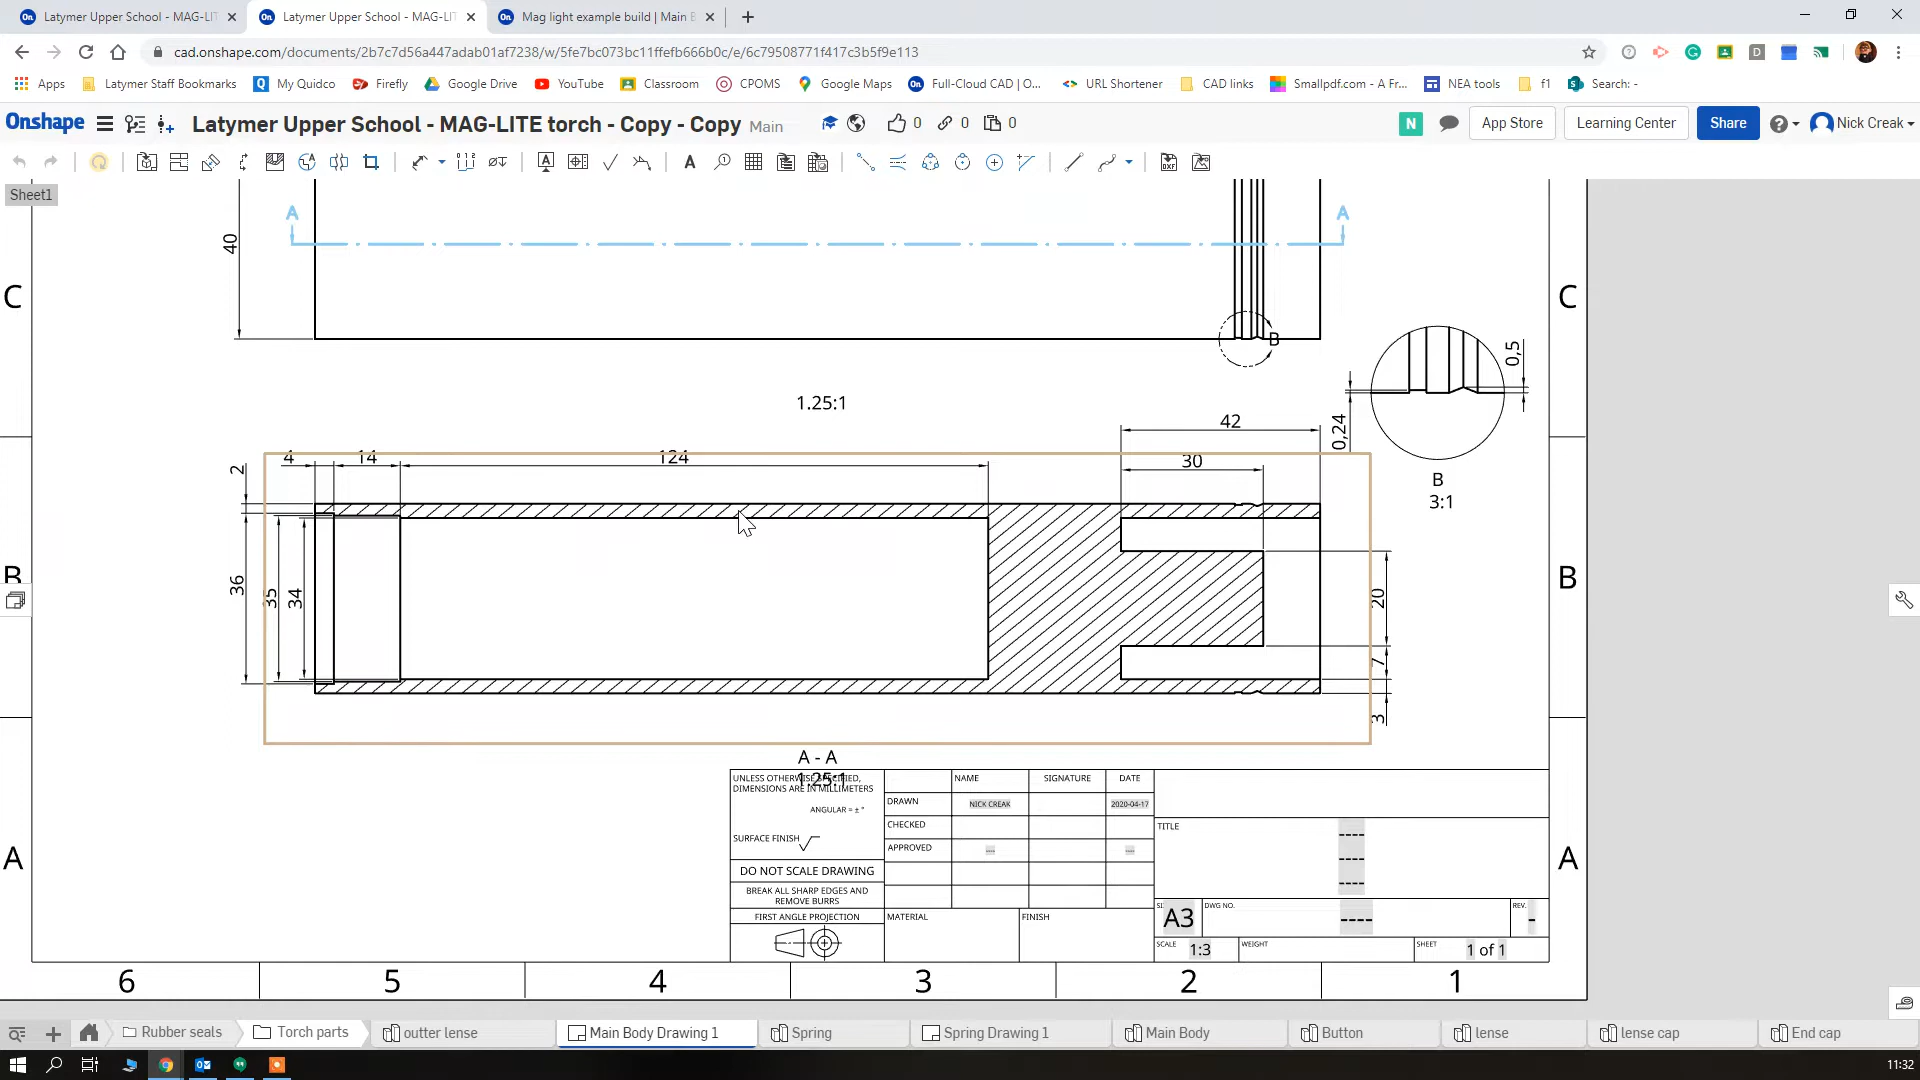 Latymer Upper School - MAG-LIT
Latymer Upper School - MAG-LIT
Mag light example build | Main B
cad.onshape.com/documents/2b7c7d56a447adab01af7238/w/5fe7bc073bc11ffefb666b0c/e/6c79508771f417c3b5f9e113
Apps
Latymer Staff Bookmarks
My Quidco
Firefly
Google Drive
YouTube
Classroom
CPOMS
Google Maps
Full-Cloud CAD | O...
URL Shortener
CAD links
Smallpdf.com - A Fr...
NEA tools
f1
Search: -
Onshape
Latymer Upper School - MAG-LITE torch - Copy - Copy
Main
0
0
0
N
App Store
Learning Center
Share
Nick Creak
Sheet1
A
A
40
C
C
B
0,5
1.25:1
42
0,24
4
14
124
30
2
B
3:1
B
B
36
35
34
20
7
3
A - A
1.25:1
UNLESS OTHERWISE SPECIFIED,
DIMENSIONS ARE IN MILLIMETERS
ANGULAR = ± °
SURFACE FINISH
DO NOT SCALE DRAWING
BREAK ALL SHARP EDGES AND
REMOVE BURRS
FIRST ANGLE PROJECTION
NAME
SIGNATURE
DATE
DRAWN
NICK CREAK
2020-04-17
CHECKED
APPROVED
---
---
MATERIAL
FINISH
TITLE
----
----
----
A3
DWG NO.
----
REV.
-
SCALE
1:3
WEIGHT
SHEET
1 of 1
A
A
6
5
4
3
2
1
Rubber seals
Torch parts
outter lense
Main Body Drawing 1
Spring
Spring Drawing 1
Main Body
Button
lense
lense cap
End cap
11:32